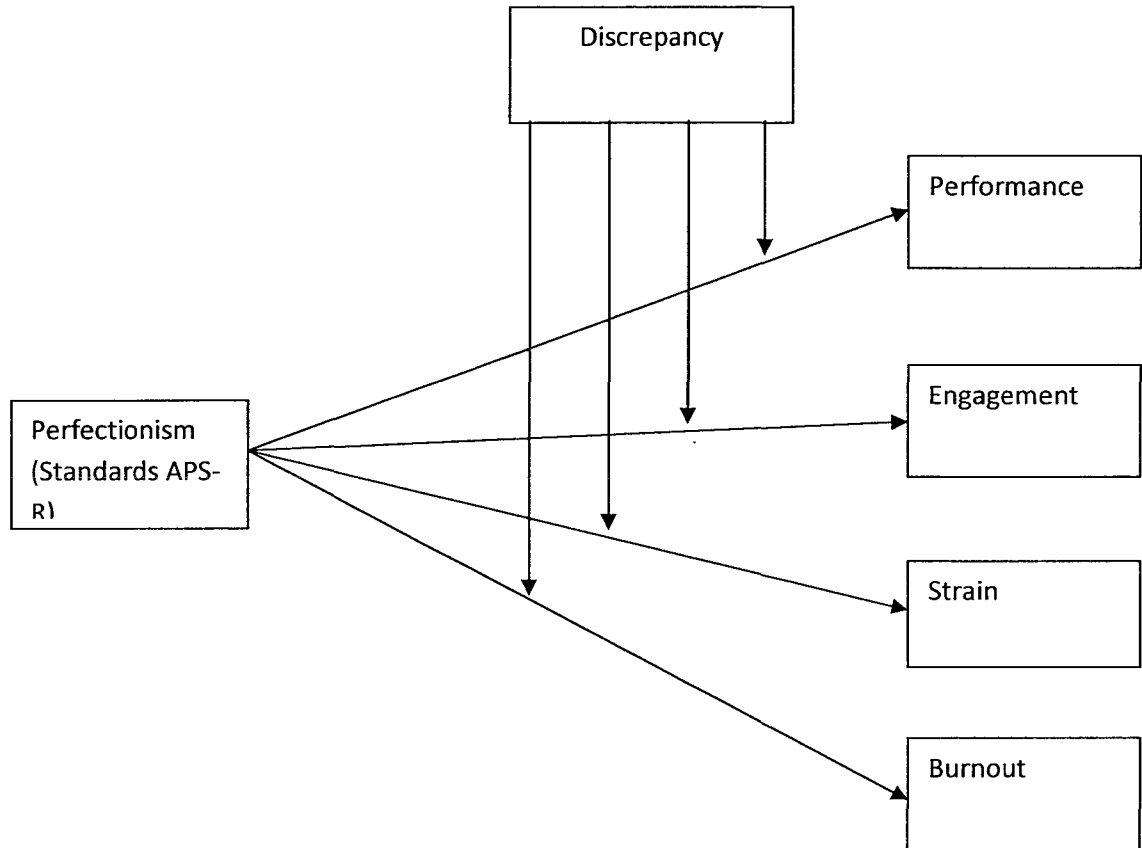 Discrepancy
Performance
Engagement
Perfectionism
(Standards APS-
R)
Strain
Burnout